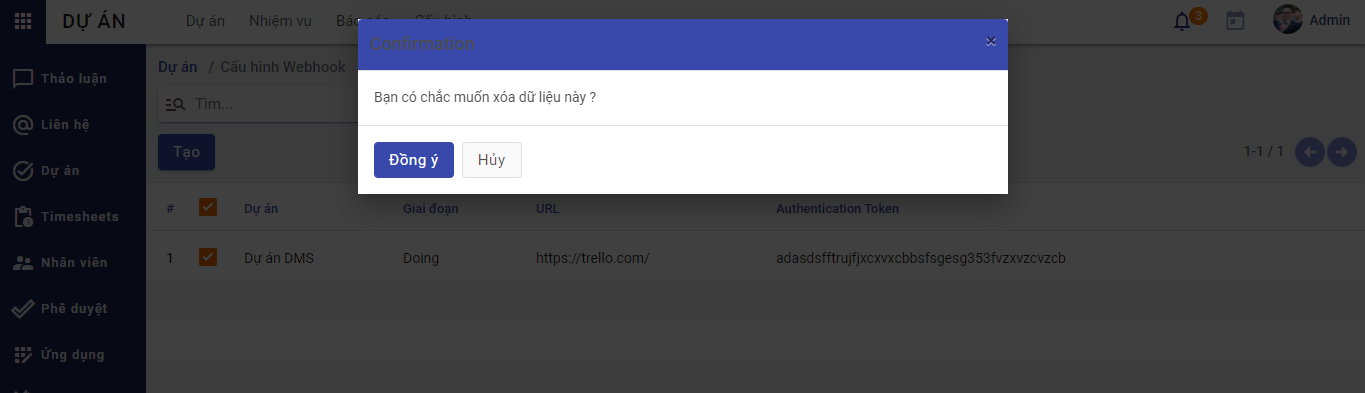 DỰ ÁN
Dự án
Nhiệm vụ
Báo cáo
Cấu hình
3
Admin
Confirmation
×
Thảo luận
Liên hệ
Dự án
Timesheets
Nhân viên
Phê duyệt
Ứng dụng
Dự án / Cấu hình Webhook
Tìm...
Bạn có chắc muốn xóa dữ liệu này ?
Đồng ý
Hủy
Tạo
1-1 / 1
# Dự án Giai đoạn URL Authentication Token
1 Dự án DMS Doing https://trello.com/ adasdsfftrujfjxcxvxcbbsfsgesg353fvzxvzcvzcb